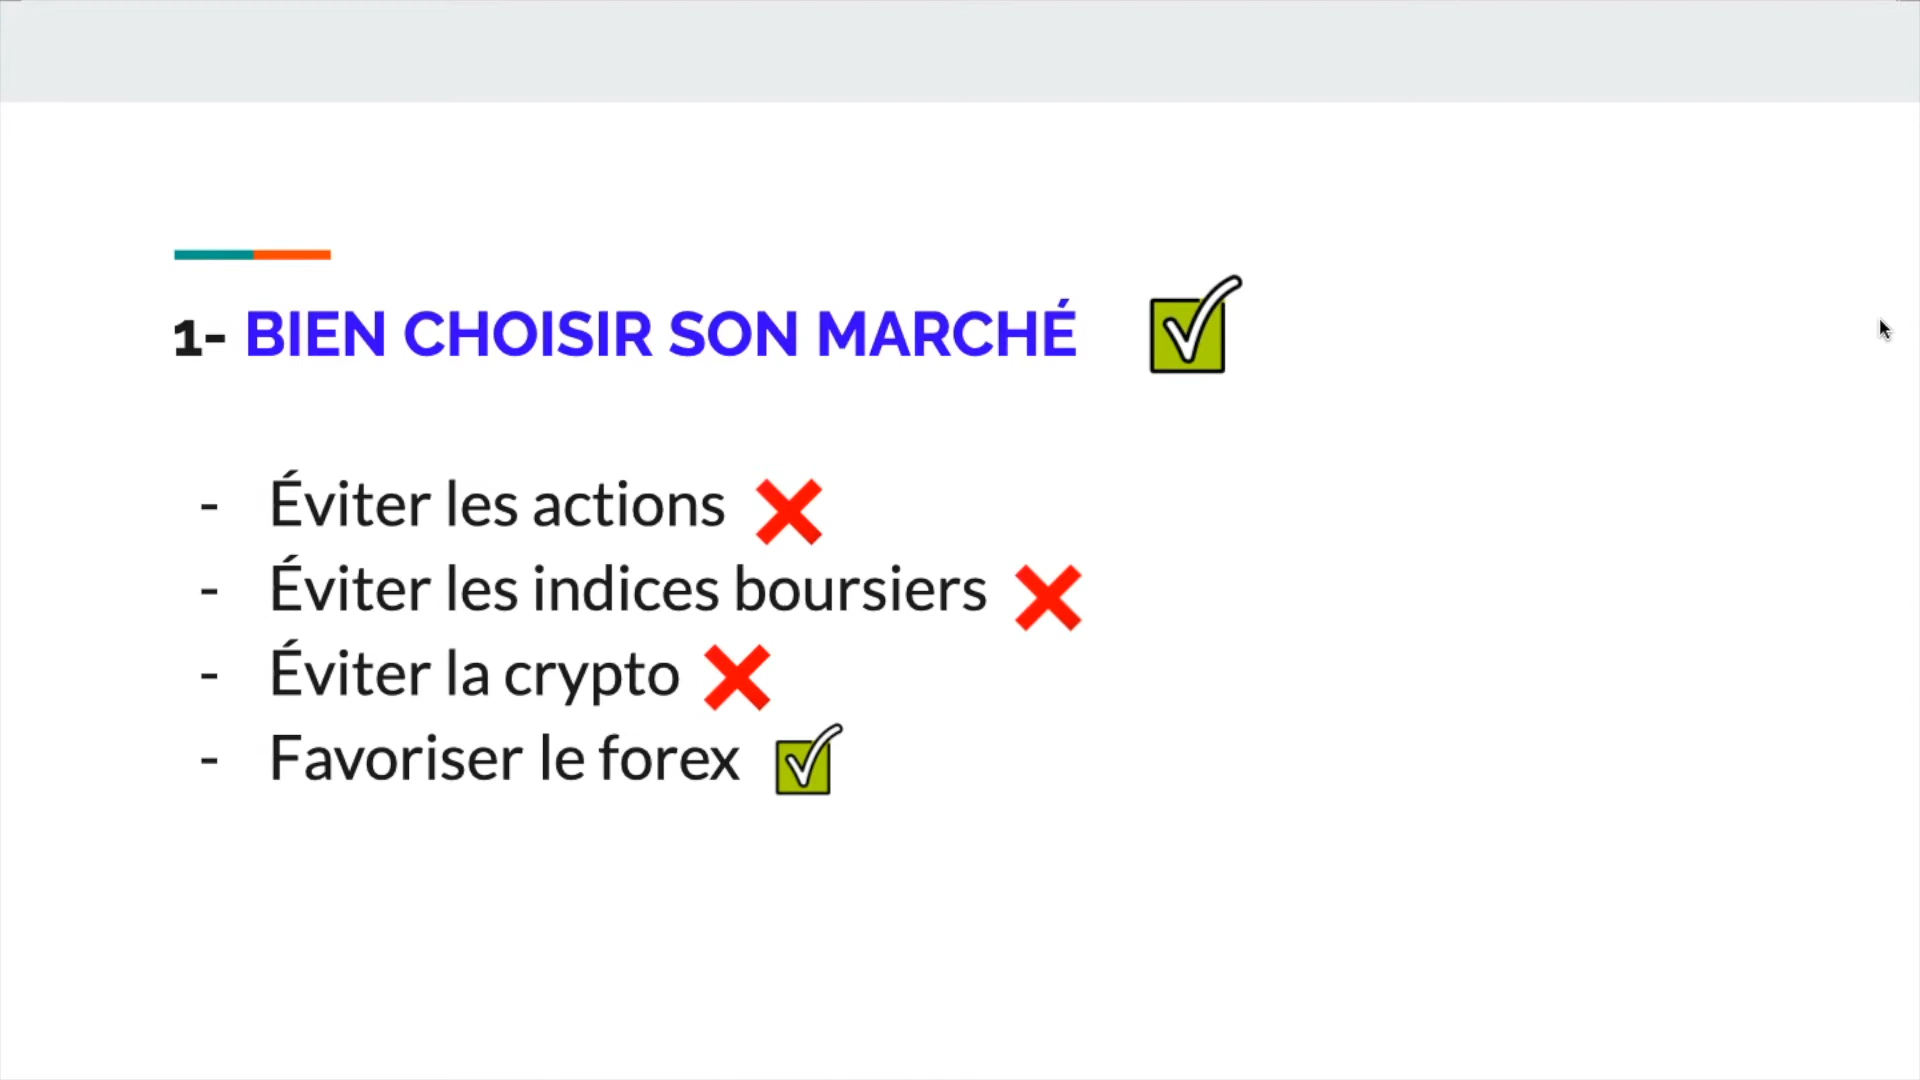 1- BIEN CHOISIR SON MARCHÉ
- Éviter les actions
- Éviter les indices boursiers
- Éviter la crypto
- Favoriser le forex